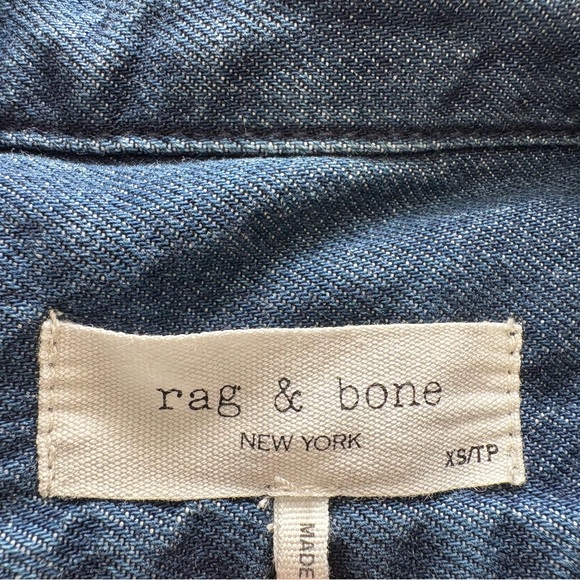 rag & bone
NEW YORK
XS/TP
MADE